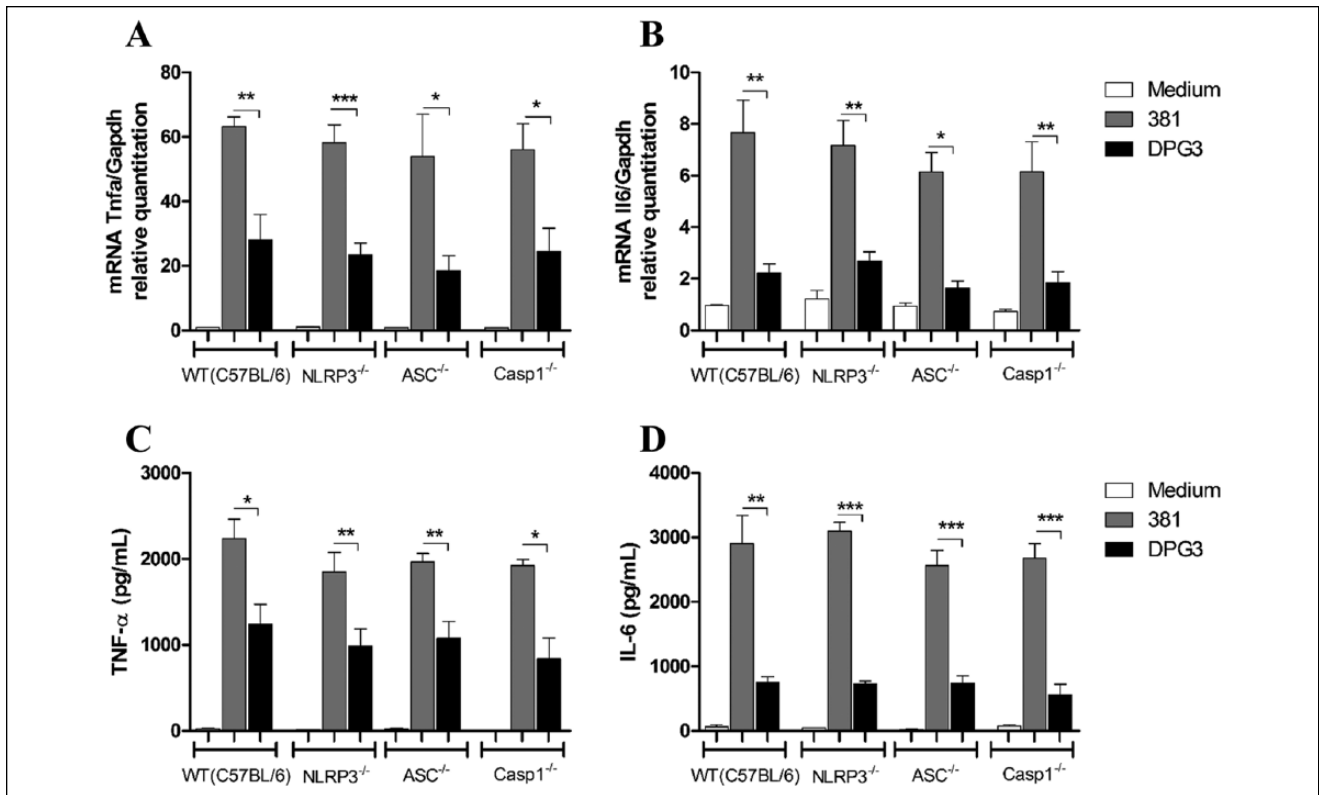 A
mRNA Tnfa/Gapdh
relative quantitation
80
60
40
20
0
** *** * *
WT(C57BL/6) NLRP3-/- ASC-/- Casp1-/-
B
mRNA Il6/Gapdh
relative quantitation
10
8
6
4
2
0
** ** * **
WT(C57BL/6) NLRP3-/- ASC-/- Casp1-/-
Medium
381
DPG3
C
TNF-α (pg/mL)
3000
2000
1000
0
* ** ** *
WT(C57BL/6) NLRP3-/- ASC-/- Casp1-/-
D
IL-6 (pg/mL)
4000
3000
2000
1000
0
** *** *** ***
WT(C57BL/6) NLRP3-/- ASC-/- Casp1-/-
Medium
381
DPG3